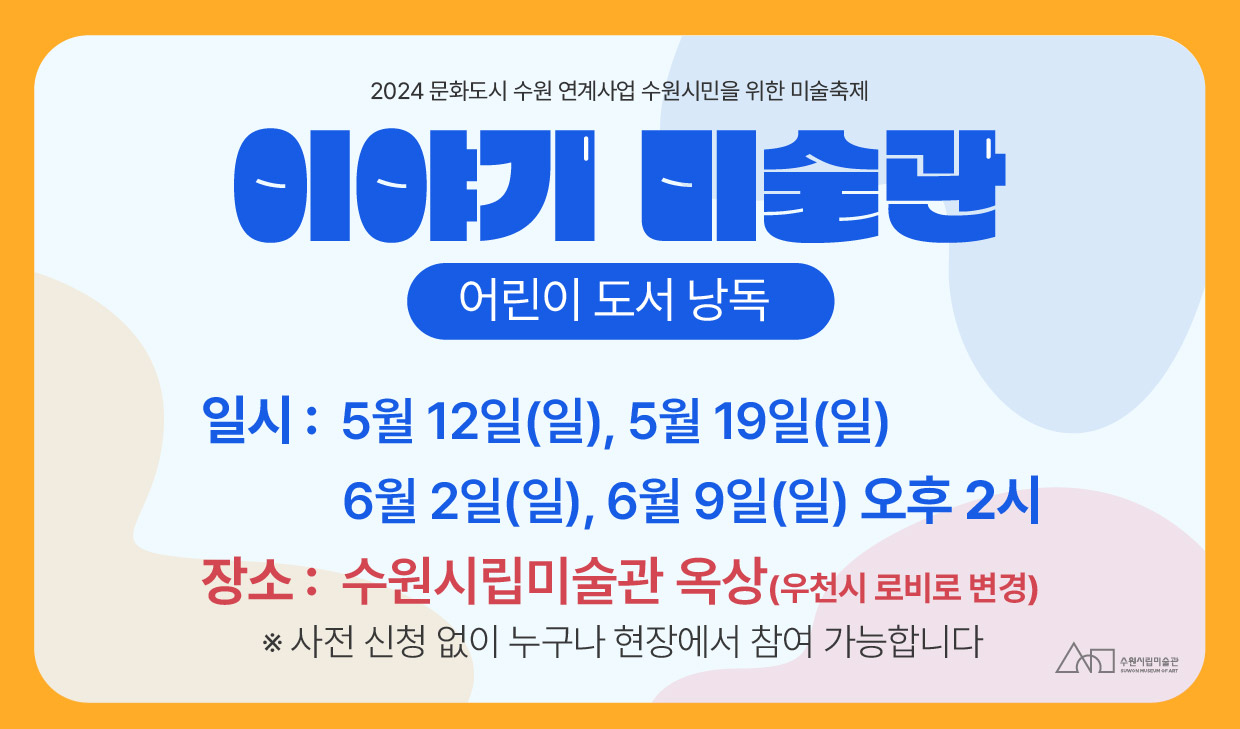 2024 문화도시 수원 연계사업 수원시민을 위한 미술축제
이야기 미술관
어린이 도서 낭독
일시 : 5월 12일(일), 5월 19일(일)
6월 2일(일), 6월 9일(일) 오후 2시
장소 : 수원시립미술관 옥상(우천시 로비로 변경)
※ 사전 신청 없이 누구나 현장에서 참여 가능합니다
수원시립미술관
SUWON MUSEUM OF ART